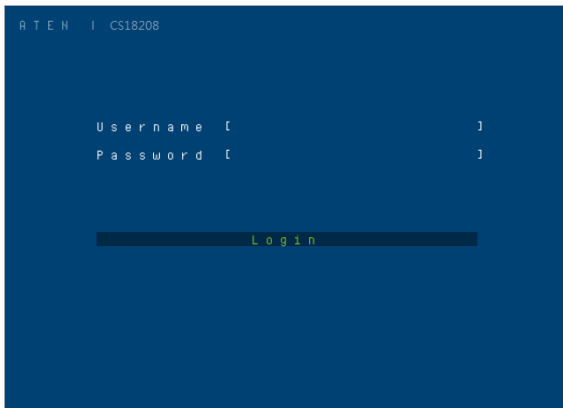 ATEN | CS18208
Username [ ]
Password [ ]
Login